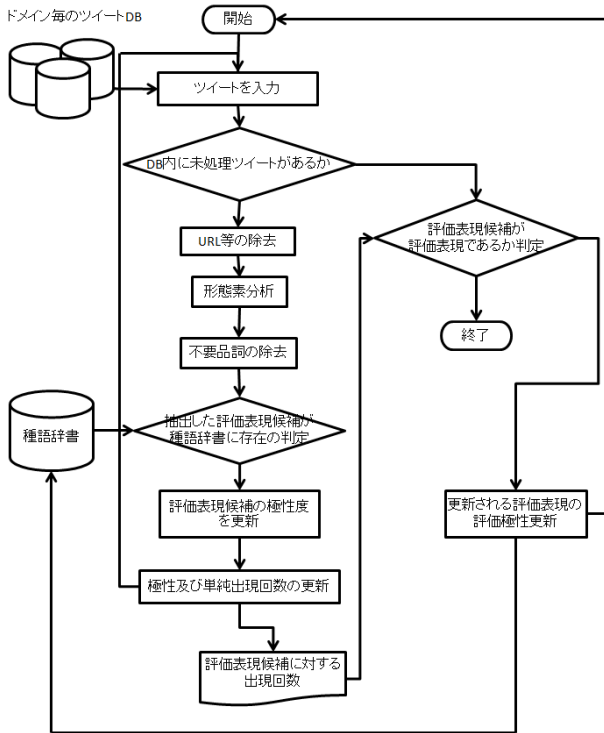 ドメイン毎のツイートDB
開始
ツイートを入力
DB内に未処理ツイートがあるか
URL等の除去
形態素分析
不要品詞の除去
種語辞書
抽出した評価表現候補が
種語辞書に存在の判定
評価表現候補の極性度
を更新
極性及び単純出現回数の更新
評価表現候補に対する
出現回数
評価表現候補が
評価表現であるか判定
終了
更新される評価表現の
評価極性更新